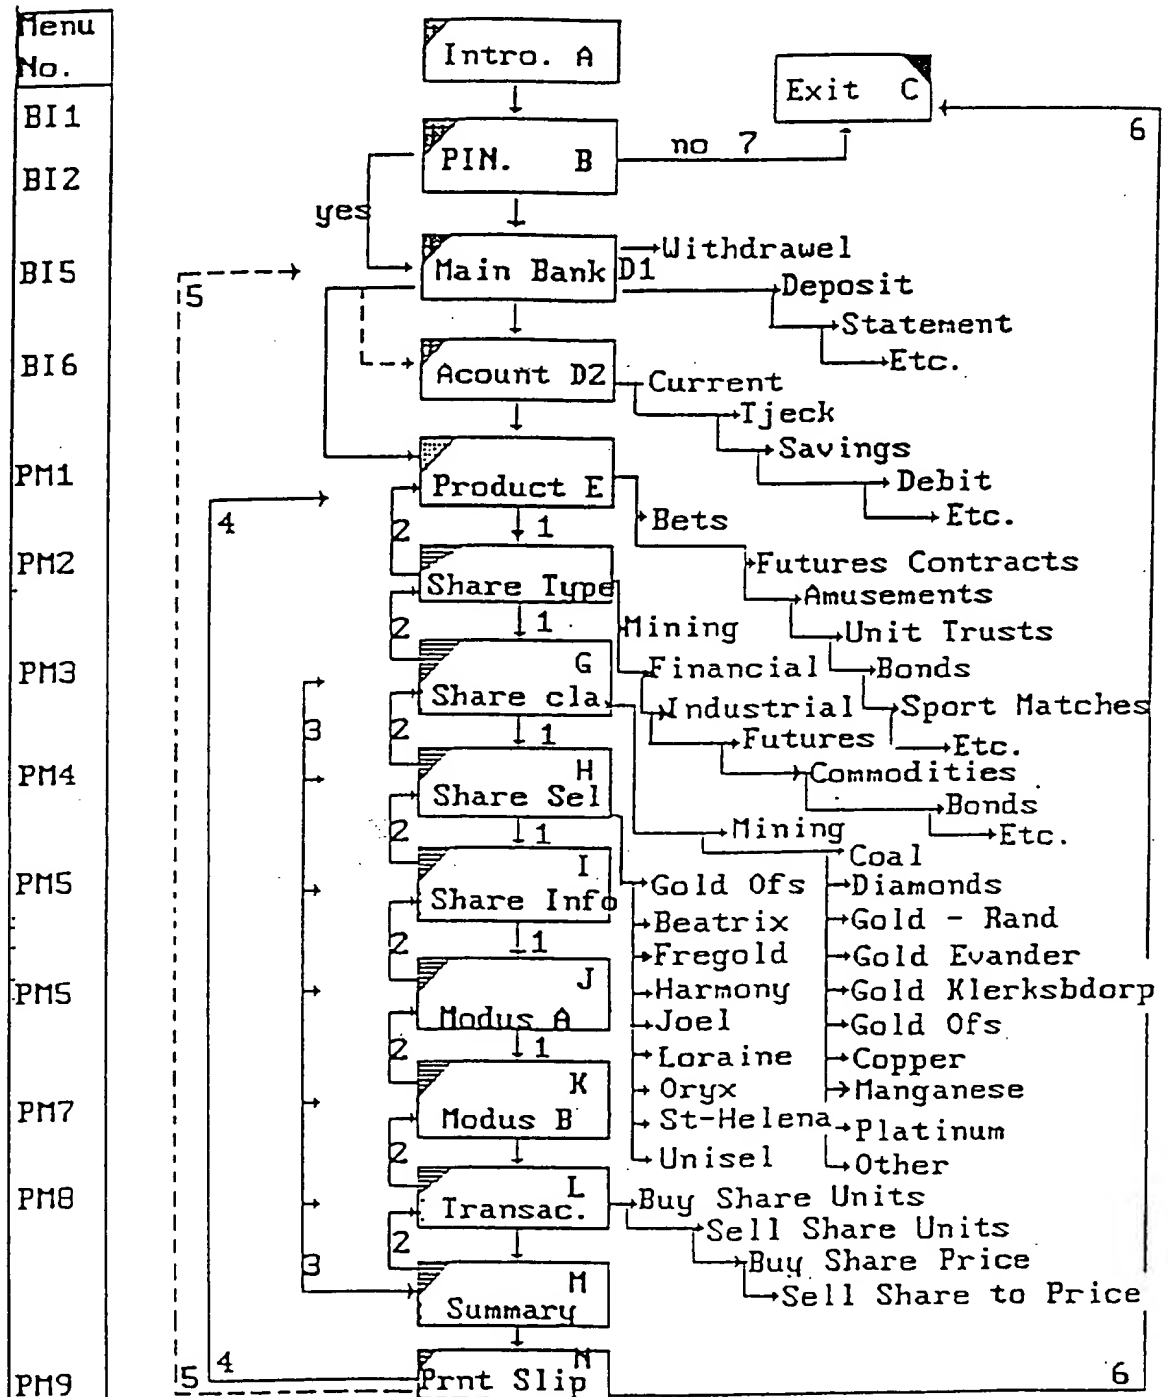 Menu
No.
BI1
BI2
BI5
BI6
PM1
PM2
PM3
PM4
PM5
PM5
PM7
PM8
PM9
Intro. A
Exit C
6
PIN. B
no 7
yes
5
Main Bank D1
Withdrawel
Deposit
Statement
Etc.
Acount D2
Current
Tjeck
Savings
Debit
Etc.
4
Product E
2
1
Bets
Futures Contracts
Amusements
Unit Trusts
Bonds
Sport Matches
Etc.
Share Type
2
1
Mining
Financial
Industrial
Futures
Commodities
Bonds
Etc.
3
G
Share cla.
2
1
Mining
Coal
Diamonds
Gold - Rand
Gold Evander
Gold Klerksbdorp
Gold Ofs
Copper
Manganese
Platinum
Other
H
Share Sel
2
1
Gold Ofs
Beatrix
Fregold
Harmony
Joel
Loraine
Oryx
St-Helena
Unisel
I
Share Info
2
1
J
Modus A
2
1
K
Modus B
2
L
Transac.
Buy Share Units
Sell Share Units
Buy Share Price
Sell Share to Price
2
3
M
Summary
4
5
N
Prnt Slip
6